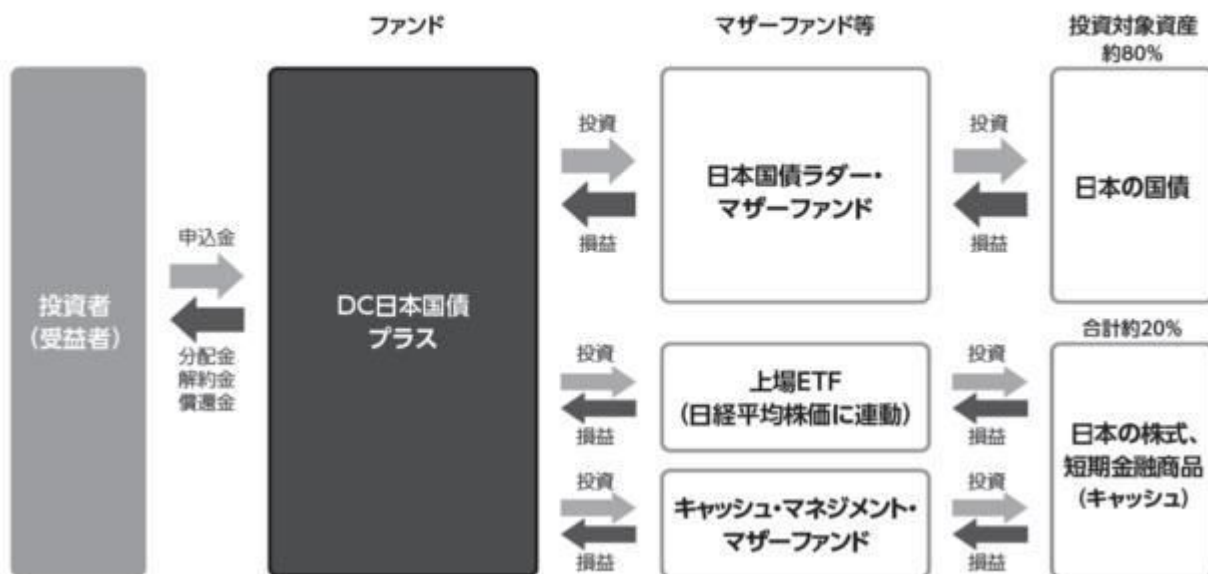 ファンド
マザーファンド等
投資対象資産
約80%
投資者
(受益者)
申込金
分配金
解約金
償還金
DC日本国債
プラス
投資
損益
日本国債ラダー・
マザーファンド
投資
損益
日本の国債
投資
損益
上場ETF
(日経平均株価に連動)
投資
損益
合計約20%
日本の株式、
短期金融商品
(キャッシュ)
投資
損益
キャッシュ・マネジメント・
マザーファンド
投資
損益